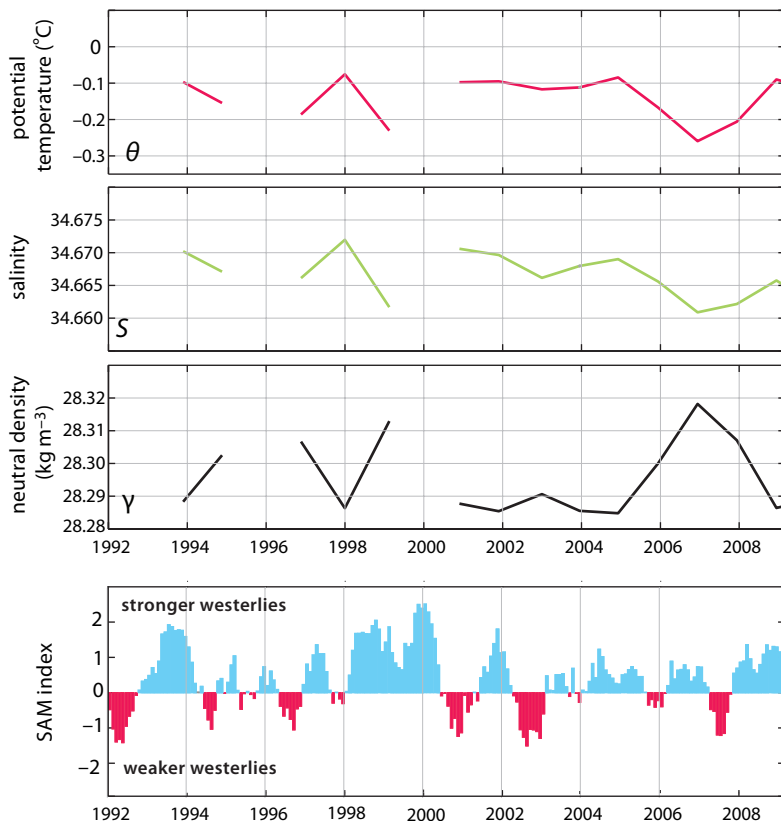 potential
temperature (°C)
0
−0.1
−0.2
−0.3
θ
salinity
34.675
34.670
34.665
34.660
S
neutral density
(kg m⁻³)
28.32
28.31
28.30
28.29
28.28
γ
1992 1994 1996 1998 2000 2002 2004 2006 2008
SAM index
stronger westerlies
2
1
0
−1
−2
weaker westerlies
1992 1994 1996 1998 2000 2002 2004 2006 2008